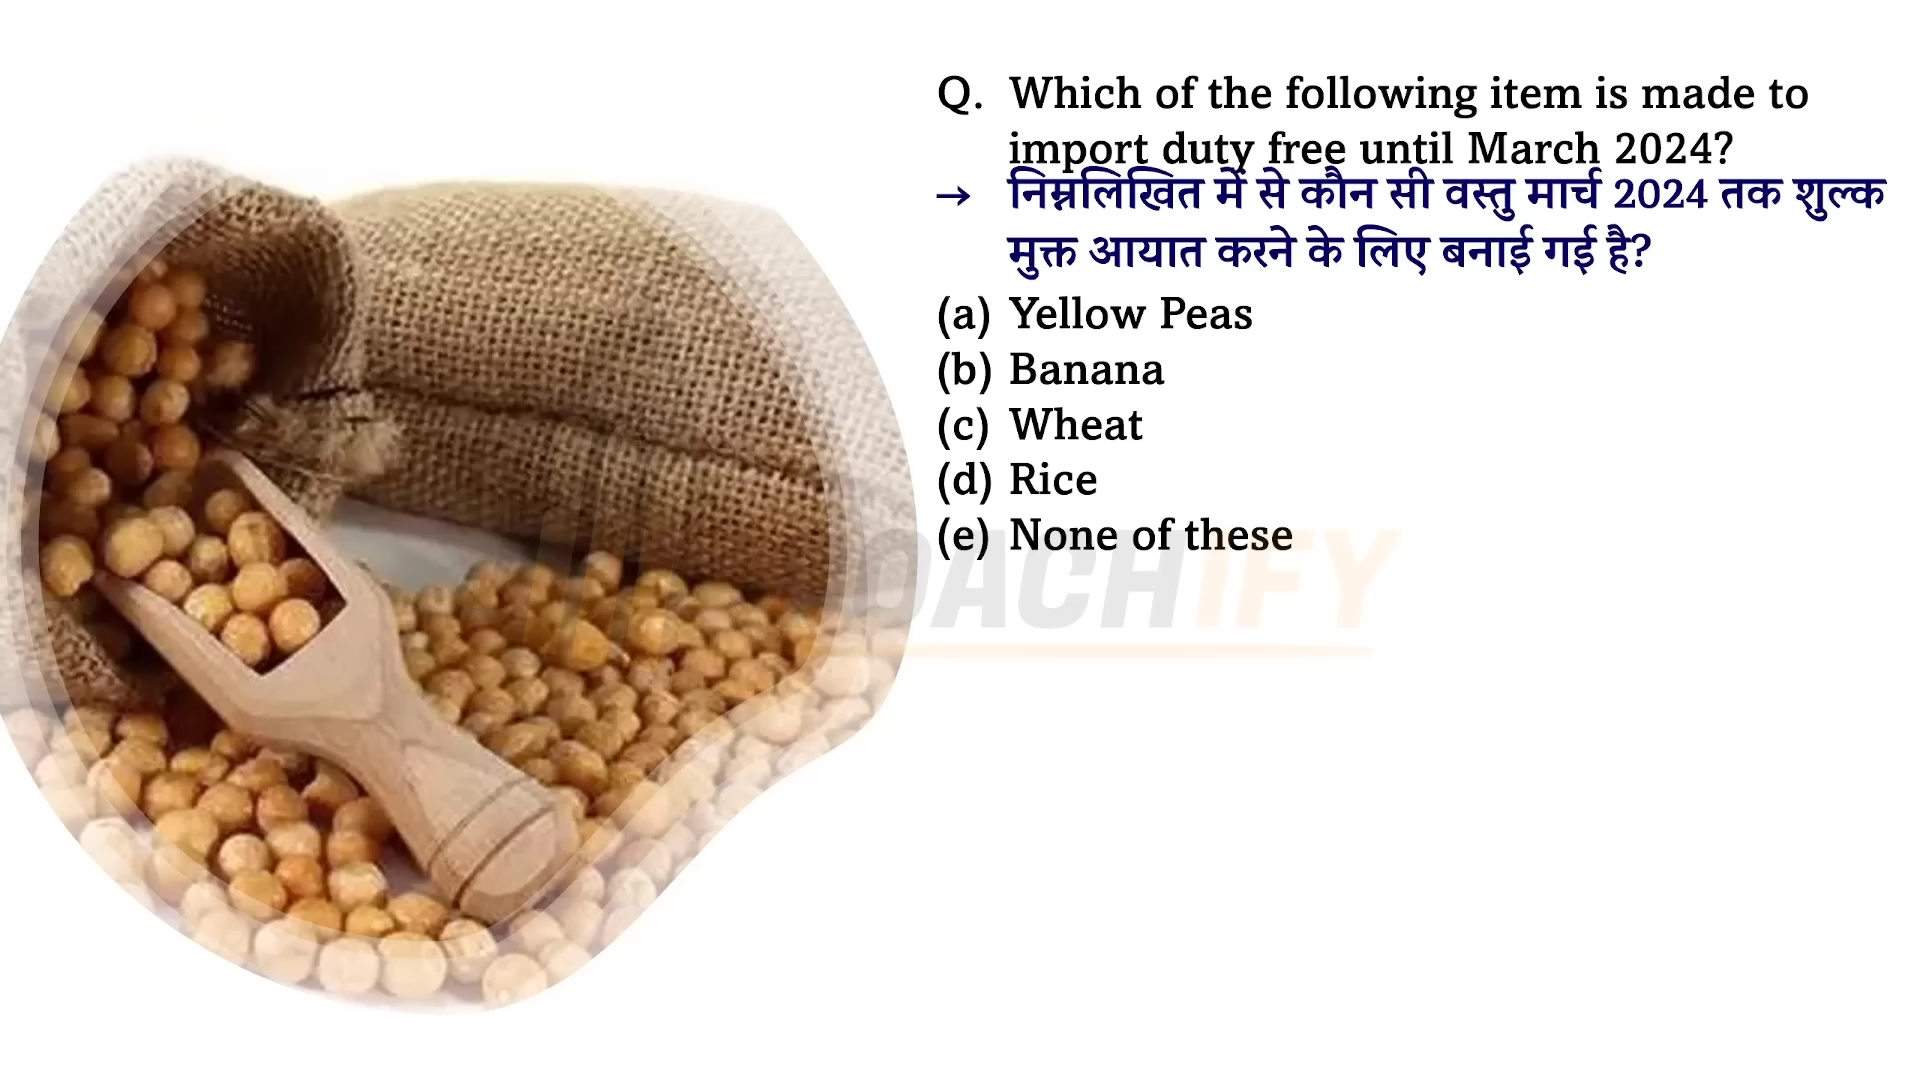 Q. Which of the following item is made to
import duty free until March 2024?
→ निम्नलिखित में से कौन सी वस्तु मार्च 2024 तक शुल्क
मुक्त आयात करने के लिए बनाई गई है?
(a) Yellow Peas
(b) Banana
(c) Wheat
(d) Rice
(e) None of these
OACHIFY